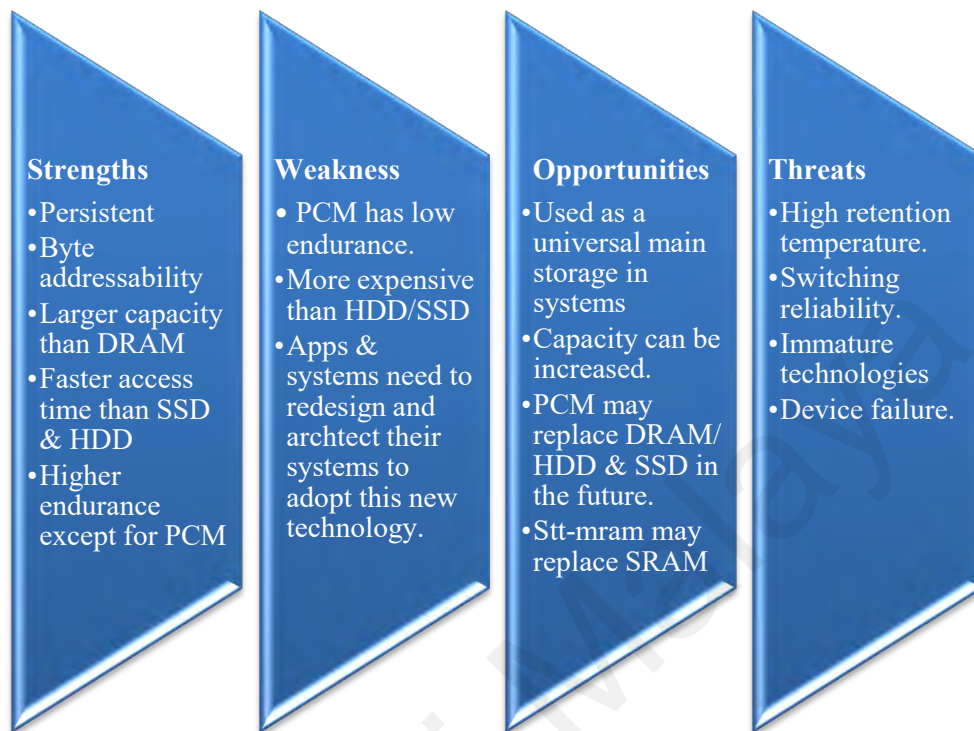 Strengths
•Persistent
•Byte
addressability
•Larger capacity
than DRAM
•Faster access
time than SSD
& HDD
•Higher
endurance
except for PCM
Weakness
• PCM has low
endurance.
•More expensive
than HDD/SSD
•Apps &
systems need to
redesign and
archtect their
systems to
adopt this new
technology.
Opportunities
•Used as a
universal main
storage in
systems
•Capacity can be
increased.
•PCM may
replace DRAM/
HDD & SSD in
the future.
•Stt-mram may
replace SRAM
Threats
•High retention
temperature.
•Switching
reliability.
•Immature
technologies
•Device failure.
Malaya